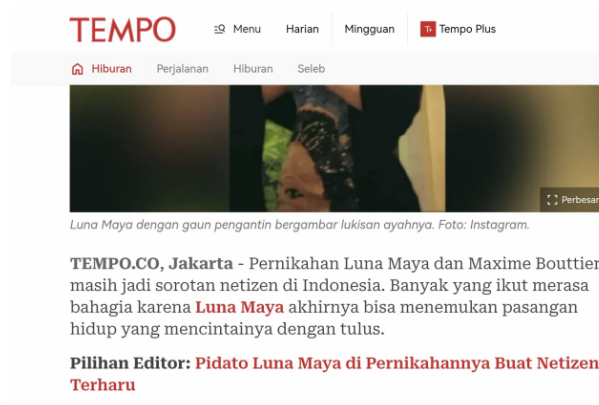 TEMPO
Menu Harian Mingguan Tempo Plus
Hiburan Perjalanan Hiburan Seleb
Perbesar
Luna Maya dengan gaun pengantin bergambar lukisan ayahnya. Foto: Instagram.
TEMPO.CO, Jakarta - Pernikahan Luna Maya dan Maxime Bouttier
masih jadi sorotan netizen di Indonesia. Banyak yang ikut merasa
bahagia karena Luna Maya akhirnya bisa menemukan pasangan
hidup yang mencintainya dengan tulus.
Pilihan Editor: Pidato Luna Maya di Pernikahannya Buat Netizen
Terharu